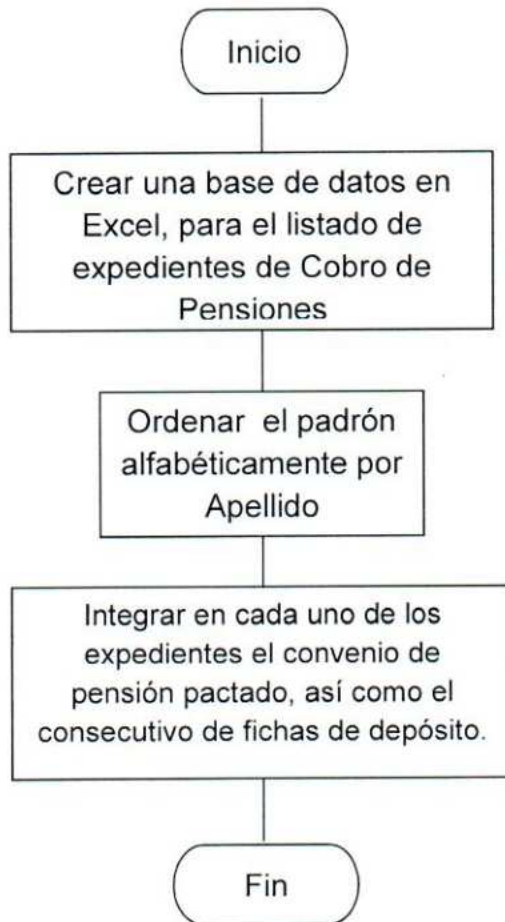 Inicio
Crear una base de datos en
Excel, para el listado de
expedientes de Cobro de
Pensiones
Ordenar el padrón
alfabéticamente por
Apellido
Integrar en cada uno de los
expedientes el convenio de
pensión pactado, así como el
consecutivo de fichas de depósito.
Fin